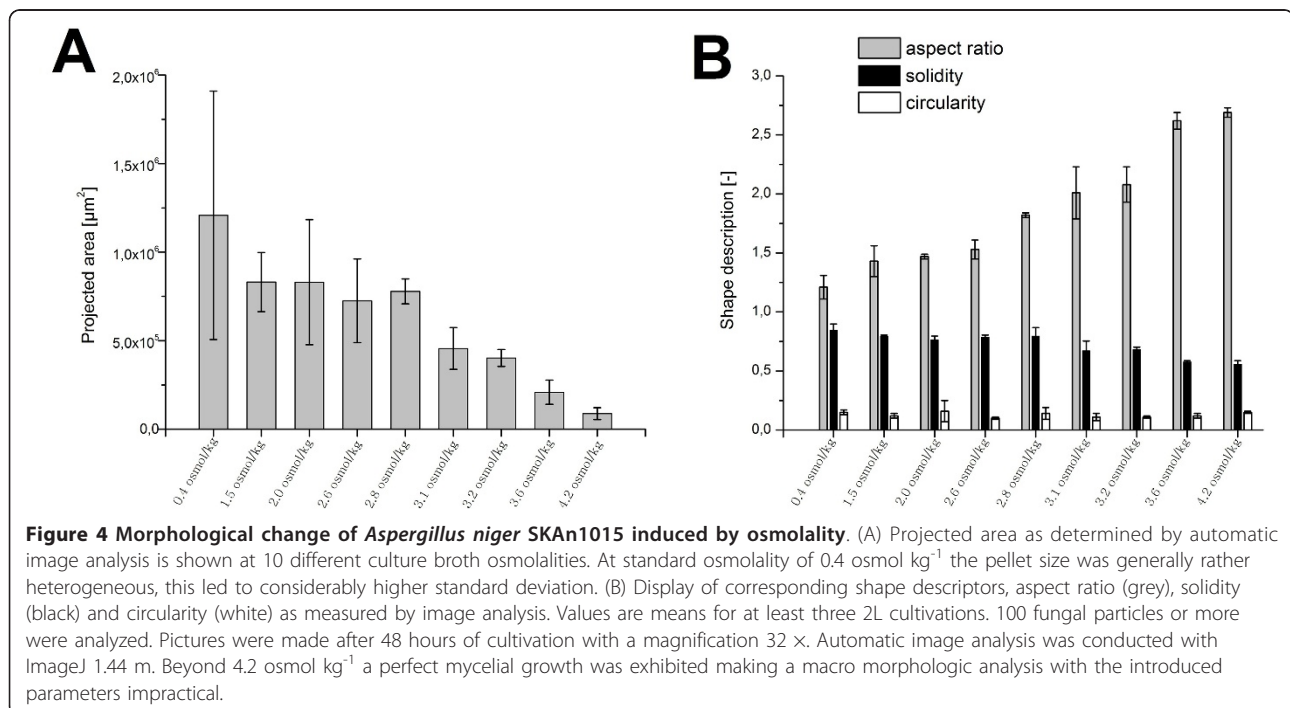 A
2,0x10⁶
1,5x10⁶
1,0x10⁶
5,0x10⁵
0,0
Projected area [µm²]
0.4 osmol/kg
1.5 osmol/kg
2.0 osmol/kg
2.6 osmol/kg
2.8 osmol/kg
3.1 osmol/kg
3.2 osmol/kg
3.6 osmol/kg
4.2 osmol/kg
B
aspect ratio
solidity
circularity
3,0
2,5
2,0
1,5
1,0
0,5
0,0
Shape description [-]
0.4 osmol/kg
1.5 osmol/kg
2.0 osmol/kg
2.6 osmol/kg
2.8 osmol/kg
3.1 osmol/kg
3.2 osmol/kg
3.6 osmol/kg
4.2 osmol/kg
Figure 4 Morphological change of Aspergillus niger SKAn1015 induced by osmolality. (A) Projected area as determined by automatic
image analysis is shown at 10 different culture broth osmolalities. At standard osmolality of 0.4 osmol kg⁻¹ the pellet size was generally rather
heterogeneous, this led to considerably higher standard deviation. (B) Display of corresponding shape descriptors, aspect ratio (grey), solidity
(black) and circularity (white) as measured by image analysis. Values are means for at least three 2L cultivations. 100 fungal particles or more
were analyzed. Pictures were made after 48 hours of cultivation with a magnification 32 ×. Automatic image analysis was conducted with
ImageJ 1.44 m. Beyond 4.2 osmol kg⁻¹ a perfect mycelial growth was exhibited making a macro morphologic analysis with the introduced
parameters impractical.